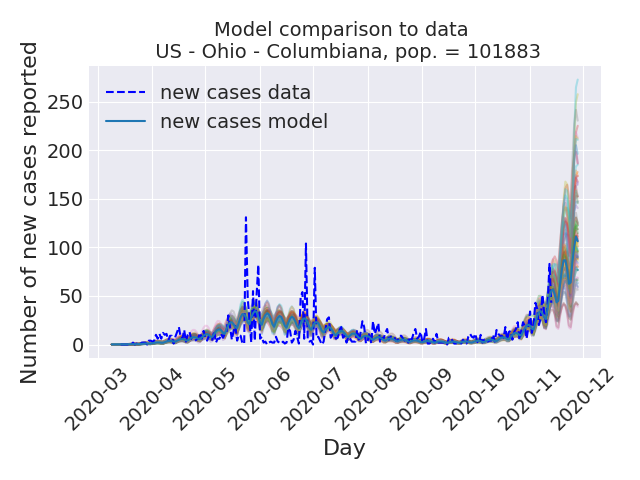 Model comparison to data
US - Ohio - Columbiana, pop. = 101883
Number of new cases reported
new cases data
new cases model
250
200
150
100
50
0
2020-03
2020-04
2020-05
2020-06
2020-07
2020-08
2020-09
2020-10
2020-11
2020-12
Day